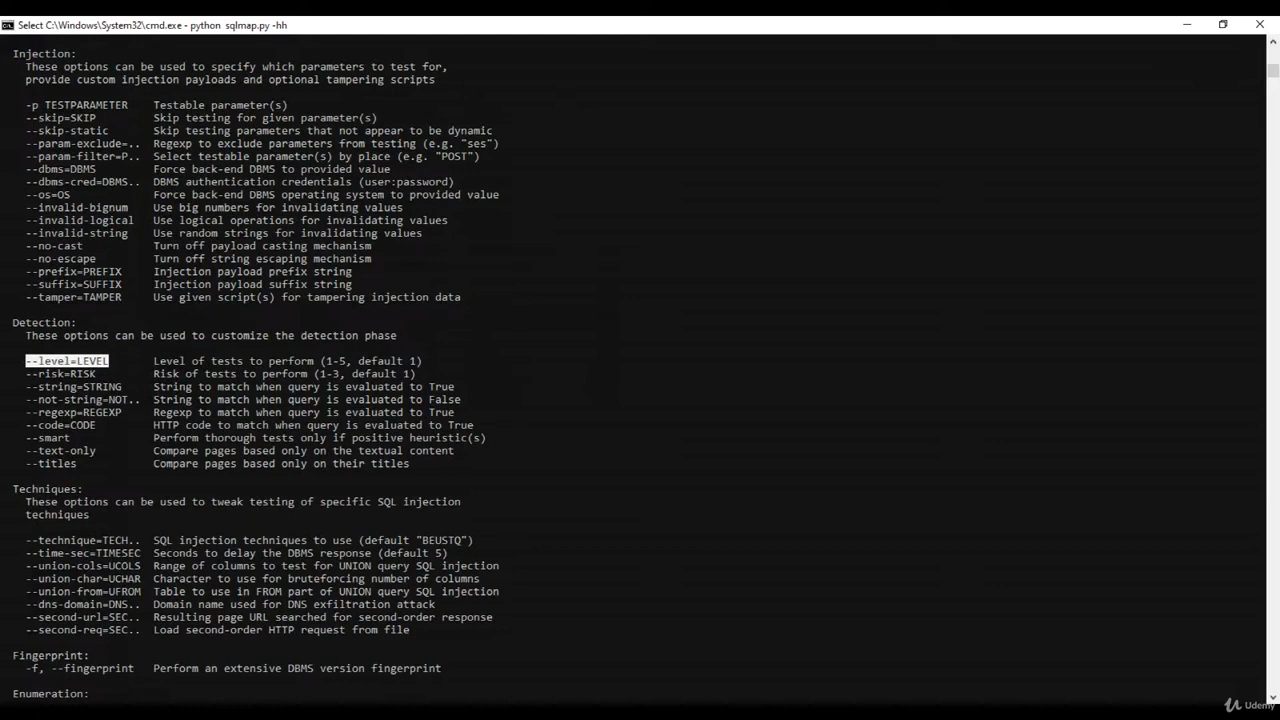 Select C:\Windows\System32\cmd.exe - python  sqlmap.py -hh
Injection:
These options can be used to specify which parameters to test for,
provide custom injection payloads and optional tampering scripts
-p TESTPARAMETER    Testable parameter(s)
--skip=SKIP         Skip testing for given parameter(s)
--skip-static       Skip testing parameters that not appear to be dynamic
--param-exclude=..  Regexp to exclude parameters from testing (e.g. "ses")
--param-filter=P..  Select testable parameter(s) by place (e.g. "POST")
--dbms=DBMS         Force back-end DBMS to provided value
--dbms-cred=DBMS..  DBMS authentication credentials (user:password)
--os=OS             Force back-end DBMS operating system to provided value
--invalid-bignum    Use big numbers for invalidating values
--invalid-logical   Use logical operations for invalidating values
--invalid-string    Use random strings for invalidating values
--no-cast           Turn off payload casting mechanism
--no-escape         Turn off string escaping mechanism
--prefix=PREFIX     Injection payload prefix string
--suffix=SUFFIX     Injection payload suffix string
--tamper=TAMPER     Use given script(s) for tampering injection data
Detection:
These options can be used to customize the detection phase
--level=LEVEL       Level of tests to perform (1-5, default 1)
--risk=RISK         Risk of tests to perform (1-3, default 1)
--string=STRING     String to match when query is evaluated to True
--not-string=NOT..  String to match when query is evaluated to False
--regexp=REGEXP     Regexp to match when query is evaluated to True
--code=CODE         HTTP code to match when query is evaluated to True
--smart             Perform thorough tests only if positive heuristic(s)
--text-only         Compare pages based only on the textual content
--titles            Compare pages based only on their titles
Techniques:
These options can be used to tweak testing of specific SQL injection
techniques
--technique=TECH..  SQL injection techniques to use (default "BEUSTQ")
--time-sec=TIMESEC  Seconds to delay the DBMS response (default 5)
--union-cols=UCOLS  Range of columns to test for UNION query SQL injection
--union-char=UCHAR  Character to use for bruteforcing number of columns
--union-from=UFROM  Table to use in FROM part of UNION query SQL injection
--dns-domain=DNS..  Domain name used for DNS exfiltration attack
--second-url=SEC..  Resulting page URL searched for second-order response
--second-req=SEC..  Load second-order HTTP request from file
Fingerprint:
-f, --fingerprint   Perform an extensive DBMS version fingerprint
Enumeration:
Udemy